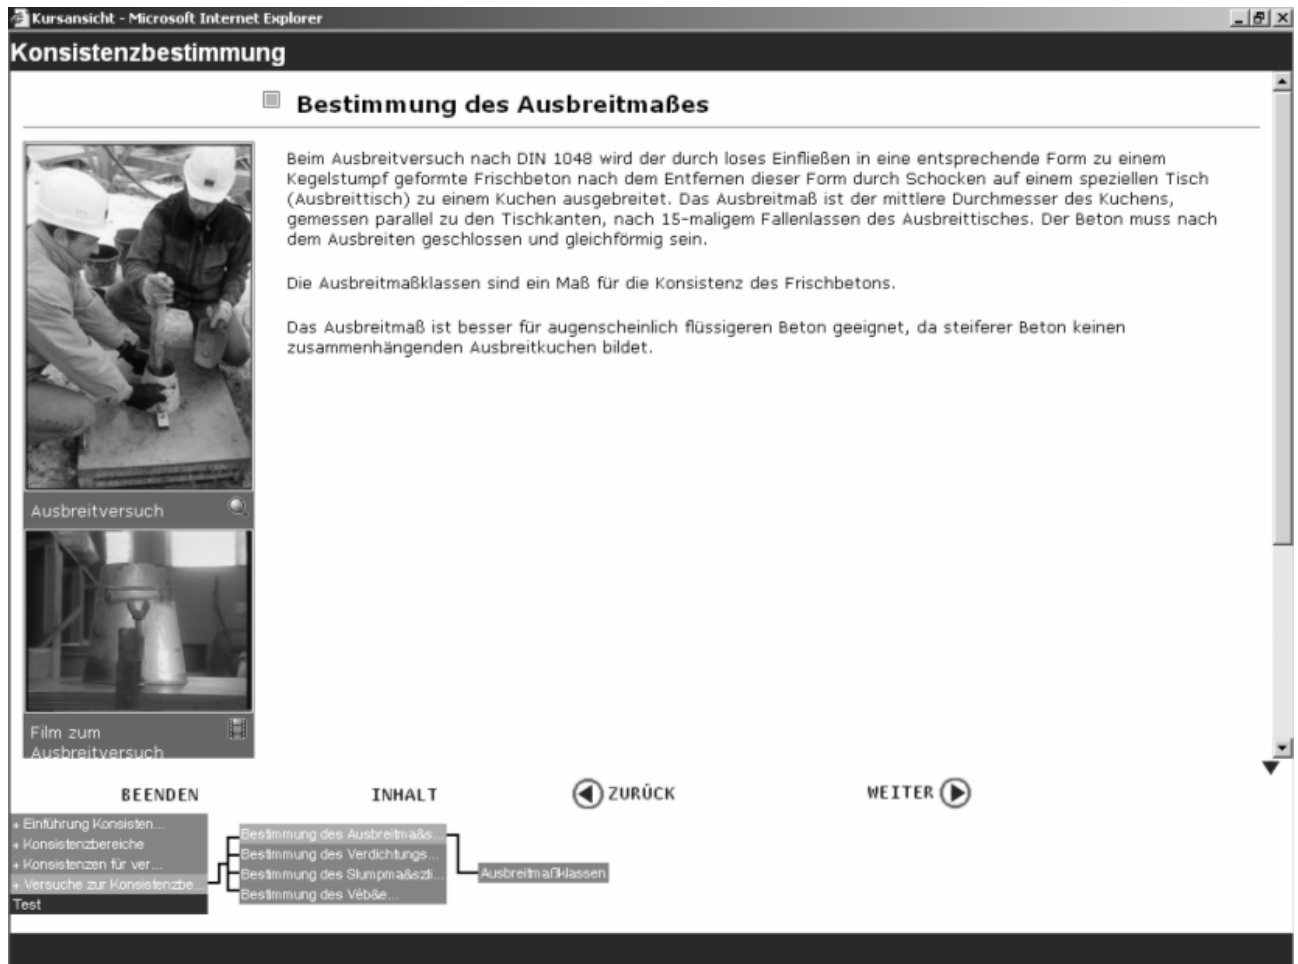 Kursansicht - Microsoft Internet Explorer
Konsistenzbestimmung
Bestimmung des Ausbreitmaßes
Beim Ausbreitversuch nach DIN 1048 wird der durch loses Einfließen in eine entsprechende Form zu einem
Kegelstumpf geformte Frischbeton nach dem Entfernen dieser Form durch Schocken auf einem speziellen Tisch
(Ausbreittisch) zu einem Kuchen ausgebreitet. Das Ausbreitmaß ist der mittlere Durchmesser des Kuchens,
gemessen parallel zu den Tischkanten, nach 15-maligem Fallenlassen des Ausbreittisches. Der Beton muss nach
dem Ausbreiten geschlossen und gleichförmig sein.
Die Ausbreitmaßklassen sind ein Maß für die Konsistenz des Frischbetons.
Das Ausbreitmaß ist besser für augenscheinlich flüssigeren Beton geeignet, da steiferer Beton keinen
zusammenhängenden Ausbreitkuchen bildet.
Ausbreitversuch
Film zum
Ausbreitversuch
BEENDEN INHALT ZURÜCK WEITER
+ Einführung Konsisten...
+ Konsistenzbereiche
+ Konsistenzen für ver...
+ Versuche zur Konsistenzbe...
Test
Bestimmung des Ausbreitma&s...
Bestimmung des Verdichtungs...
Bestimmung des Slumpma&szli...
Bestimmung des Vèb&e...
Ausbreitmaßklassen